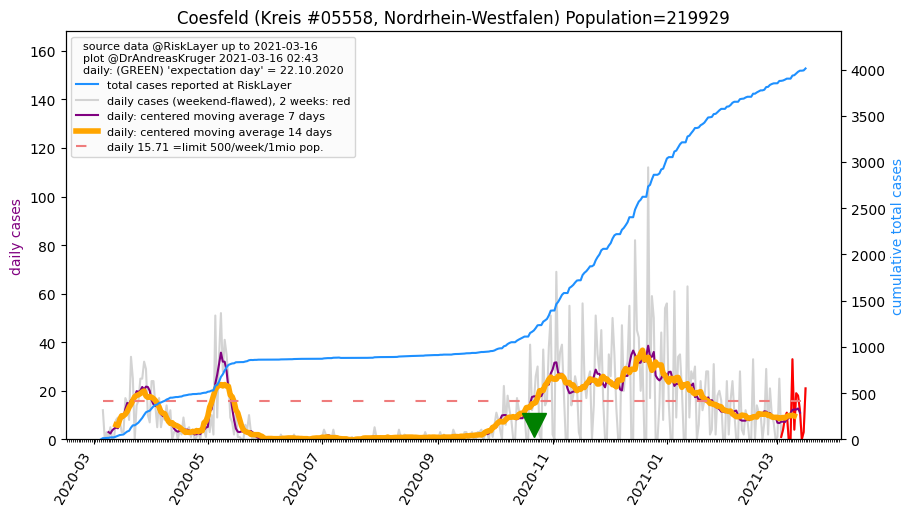 Coesfeld (Kreis #05558, Nordrhein-Westfalen) Population=219929
source data @RiskLayer up to 2021-03-16
plot @DrAndreasKruger 2021-03-16 02:43
daily: (GREEN) 'expectation day' = 22.10.2020
total cases reported at RiskLayer
daily cases (weekend-flawed), 2 weeks: red
daily: centered moving average 7 days
daily: centered moving average 14 days
daily 15.71 =limit 500/week/1mio pop.
daily cases
160
140
120
100
80
60
40
20
0
cumulative total cases
4000
3500
3000
2500
2000
1500
1000
500
0
2020-03
2020-05
2020-07
2020-09
2020-11
2021-01
2021-03